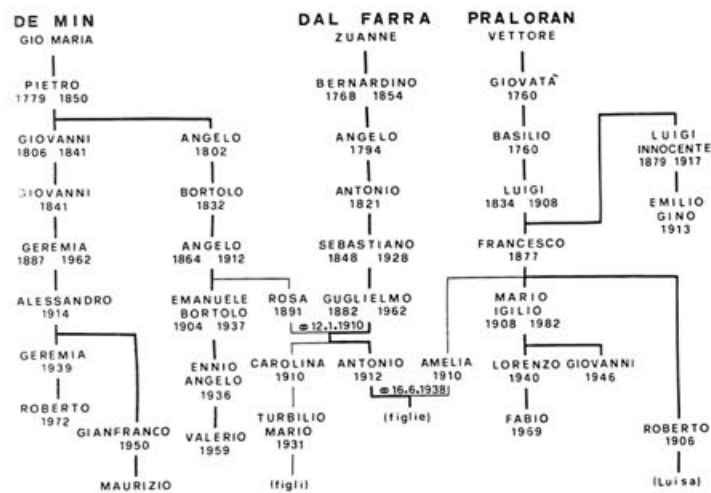 DE MIN DAL FARRA PRALORAN
GIO MARIA ZUANNE VETTORE
PIETRO BERNARDINO GIOVATA~
1779 1850 1768 1854 1760
GIOVANNI ANGELO ANGELO BASILIO LUIGI
1806 1841 1802 1794 1760 INNOCENTE
1879 1917
GIOVANNI BORTOLO ANTONIO LUIGI EMILIO
1841 1832 1821 1834 1908 GINO
1913
GEREMIA ANGELO SEBASTIANO FRANCESCO
1887 1962 1864 1912 1848 1928 1877
ALESSANDRO EMANUELE ROSA GUGLIELMO MARIO
1914 BORTOLO 1891 1882 1962 IGILIO
1904 1937 ⚭ 12.1.1910 1908 1982
GEREMIA ENNIO CAROLINA ANTONIO AMELIA LORENZO GIOVANNI
1939 ANGELO 1910 1912 1910 1940 1946
1936 ⚭ 16.6.1938
ROBERTO TURBILIO (figlie) FABIO
1972 MARIO 1969
GIANFRANCO VALERIO 1931 ROBERTO
1950 1959 1906
MAURIZIO (figli) (Luisa)